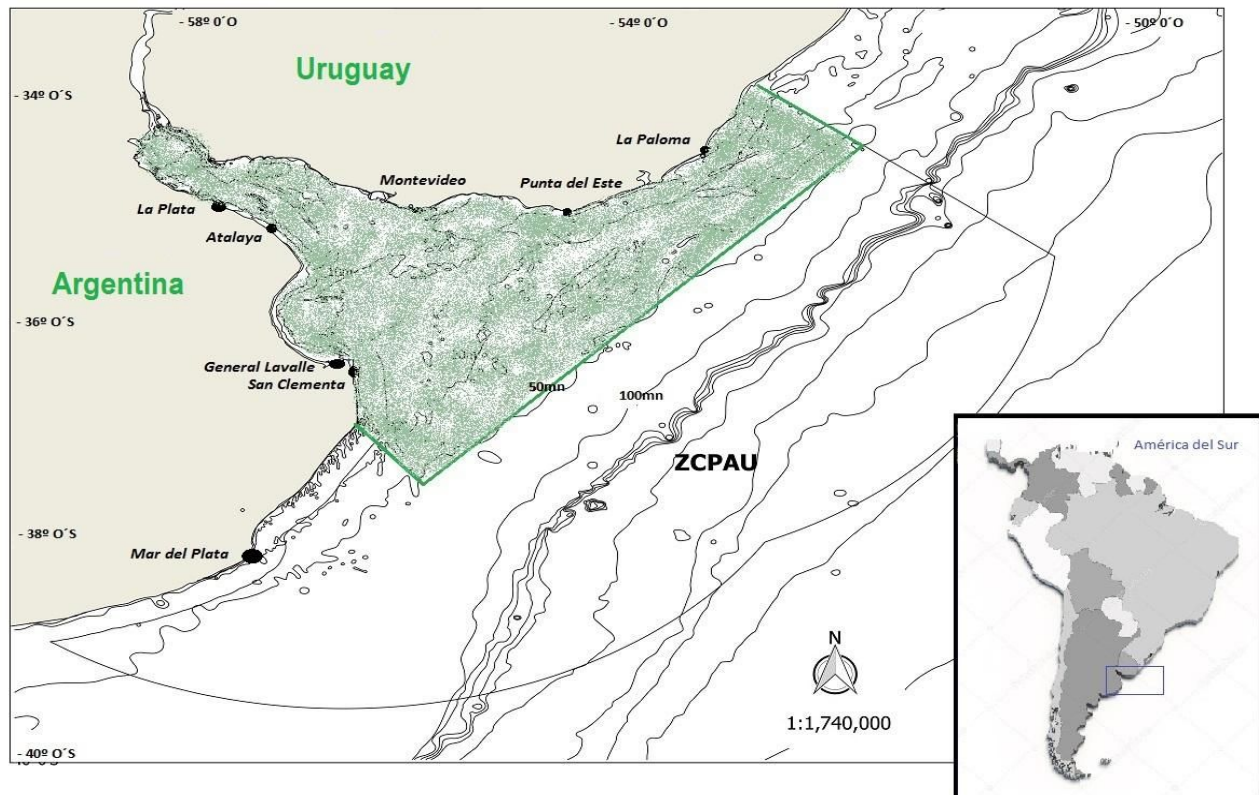 - 58º 0´O
- 54º 0´O
- 50º 0´O
Uruguay
- 34º O´S
La Paloma
Montevideo
Punta del Este
La Plata
Atalaya
Argentina
- 36º O´S
General Lavalle
San Clementa
50mn
100mn
ZCPAU
- 38º O´S
Mar del Plata
N
1:1,740,000
- 40º O´S
América del Sur